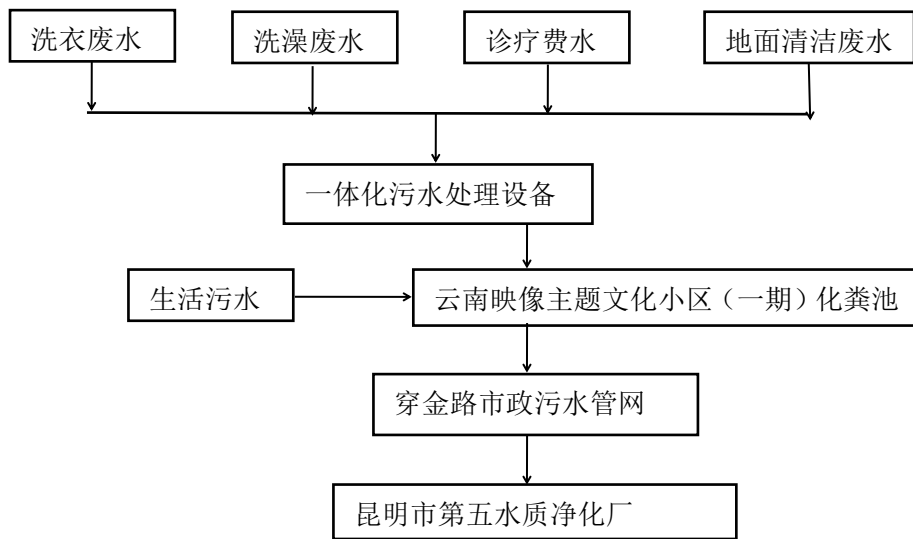 洗衣废水
洗澡废水
诊疗费水
地面清洁废水
一体化污水处理设备
生活污水
云南映像主题文化小区（一期）化粪池
穿金路市政污水管网
昆明市第五水质净化厂